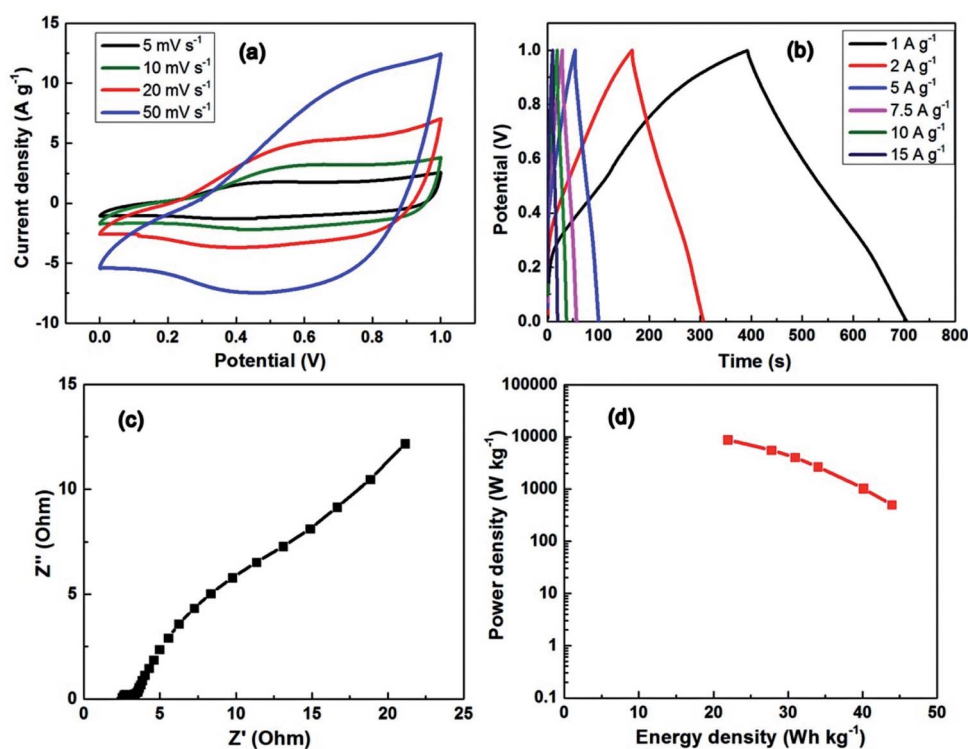 (a)
5 mV s⁻¹
10 mV s⁻¹
20 mV s⁻¹
50 mV s⁻¹
Current density (A g⁻¹)
15
10
5
0
-5
-10
0.0 0.2 0.4 0.6 0.8 1.0
Potential (V)
(b)
1 A g⁻¹
2 A g⁻¹
5 A g⁻¹
7.5 A g⁻¹
10 A g⁻¹
15 A g⁻¹
Potential (V)
1.0
0.8
0.6
0.4
0.2
0.0
0 100 200 300 400 500 600 700 800
Time (s)
(c)
Z'' (Ohm)
15
10
5
0
0 5 10 15 20 25
Z' (Ohm)
(d)
Power density (W kg⁻¹)
100000
10000
1000
100
10
1
0.1
0 10 20 30 40 50
Energy density (Wh kg⁻¹)